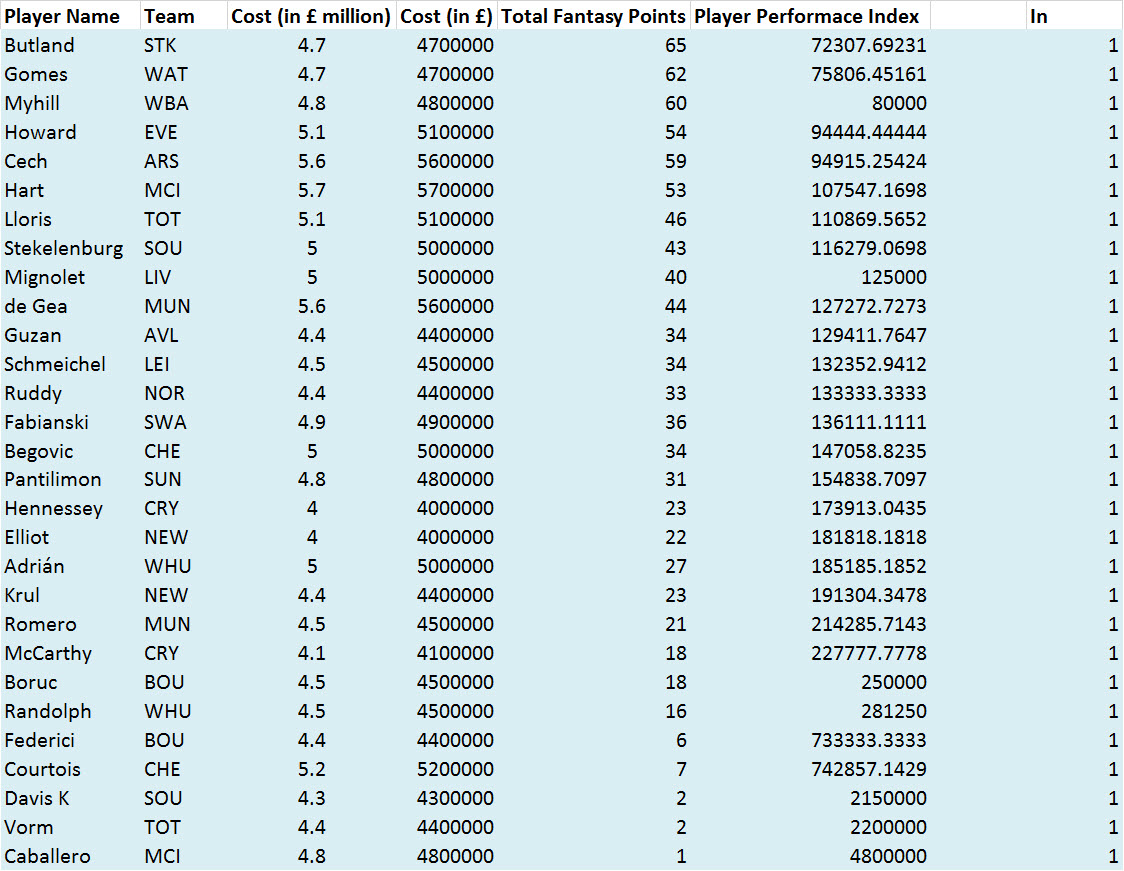 Player Name Team Cost (in £ million) Cost (in £) Total Fantasy Points Player Performace Index In
Butland STK 4.7 4700000 65 72307.69231 1
Gomes WAT 4.7 4700000 62 75806.45161 1
Myhill WBA 4.8 4800000 60 80000 1
Howard EVE 5.1 5100000 54 94444.44444 1
Cech ARS 5.6 5600000 59 94915.25424 1
Hart MCI 5.7 5700000 53 107547.1698 1
Lloris TOT 5.1 5100000 46 110869.5652 1
Stekelenburg SOU 5 5000000 43 116279.0698 1
Mignolet LIV 5 5000000 40 125000 1
de Gea MUN 5.6 5600000 44 127272.7273 1
Guzan AVL 4.4 4400000 34 129411.7647 1
Schmeichel LEI 4.5 4500000 34 132352.9412 1
Ruddy NOR 4.4 4400000 33 133333.3333 1
Fabianski SWA 4.9 4900000 36 136111.1111 1
Begovic CHE 5 5000000 34 147058.8235 1
Pantilimon SUN 4.8 4800000 31 154838.7097 1
Hennessey CRY 4 4000000 23 173913.0435 1
Elliot NEW 4 4000000 22 181818.1818 1
Adrián WHU 5 5000000 27 185185.1852 1
Krul NEW 4.4 4400000 23 191304.3478 1
Romero MUN 4.5 4500000 21 214285.7143 1
McCarthy CRY 4.1 4100000 18 227777.7778 1
Boruc BOU 4.5 4500000 18 250000 1
Randolph WHU 4.5 4500000 16 281250 1
Federici BOU 4.4 4400000 6 733333.3333 1
Courtois CHE 5.2 5200000 7 742857.1429 1
Davis K SOU 4.3 4300000 2 2150000 1
Vorm TOT 4.4 4400000 2 2200000 1
Caballero MCI 4.8 4800000 1 4800000 1